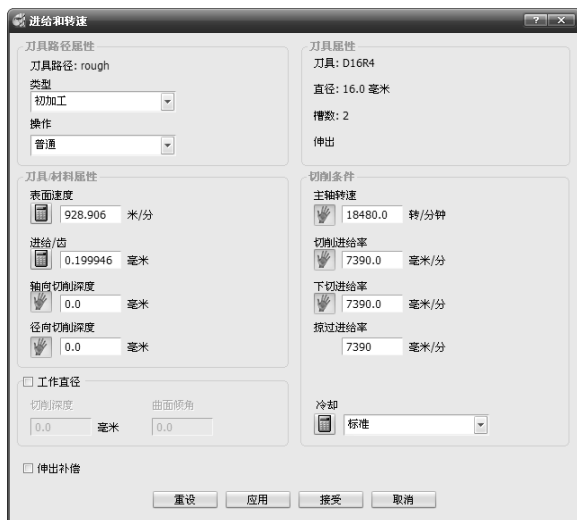 进给和转速
刀具路径属性
刀具路径: rough
类型
初加工
操作
普通
刀具属性
刀具: D16R4
直径: 16.0 毫米
槽数: 2
伸出
刀具/材料属性
表面速度
928.906 米/分
进给/齿
0.199946 毫米
轴向切削深度
0.0 毫米
径向切削深度
0.0 毫米
切削条件
主轴转速
18480.0 转/分钟
切削进给率
7390.0 毫米/分
下切进给率
7390.0 毫米/分
掠过进给率
7390 毫米/分
工作直径
切削深度 曲面倾角
0.0 毫米 0.0
冷却
标准
伸出补偿
重设 应用 接受 取消